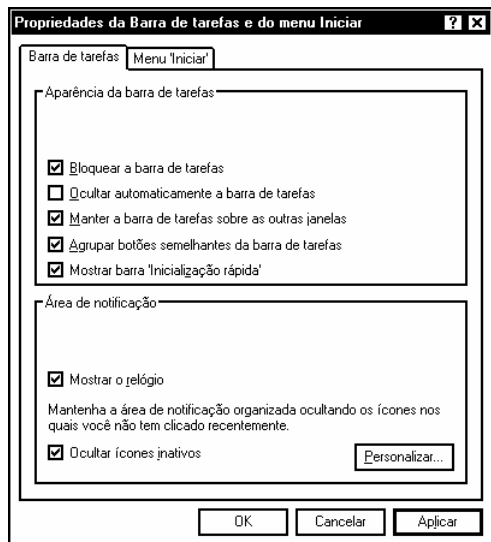 Propriedades da Barra de tarefas e do menu Iniciar
Barra de tarefas
Menu 'Iniciar'
Aparência da barra de tarefas
Bloquear a barra de tarefas
Ocultar automaticamente a barra de tarefas
Manter a barra de tarefas sobre as outras janelas
Agrupar botões semelhantes da barra de tarefas
Mostrar barra 'Inicialização rápida'
Área de notificação
Mostrar o relógio
Mantenha a área de notificação organizada ocultando os ícones nos
quais você não tem clicado recentemente.
Ocultar ícones inativos
Personalizar...
OK
Cancelar
Aplicar